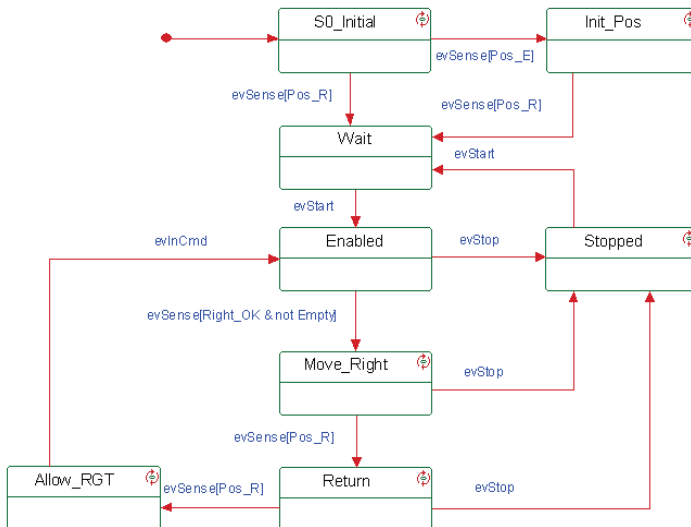 S0_Initial
Init_Pos
evSense[Pos_E]
evSense[Pos_R]
evSense[Pos_R]
Wait
evStart
evStart
evInCmd
Enabled
evStop
Stopped
evSense[Right_OK & not Empty]
Move_Right
evStop
evSense[Pos_R]
Allow_RGT
evSense[Pos_R]
Return
evStop